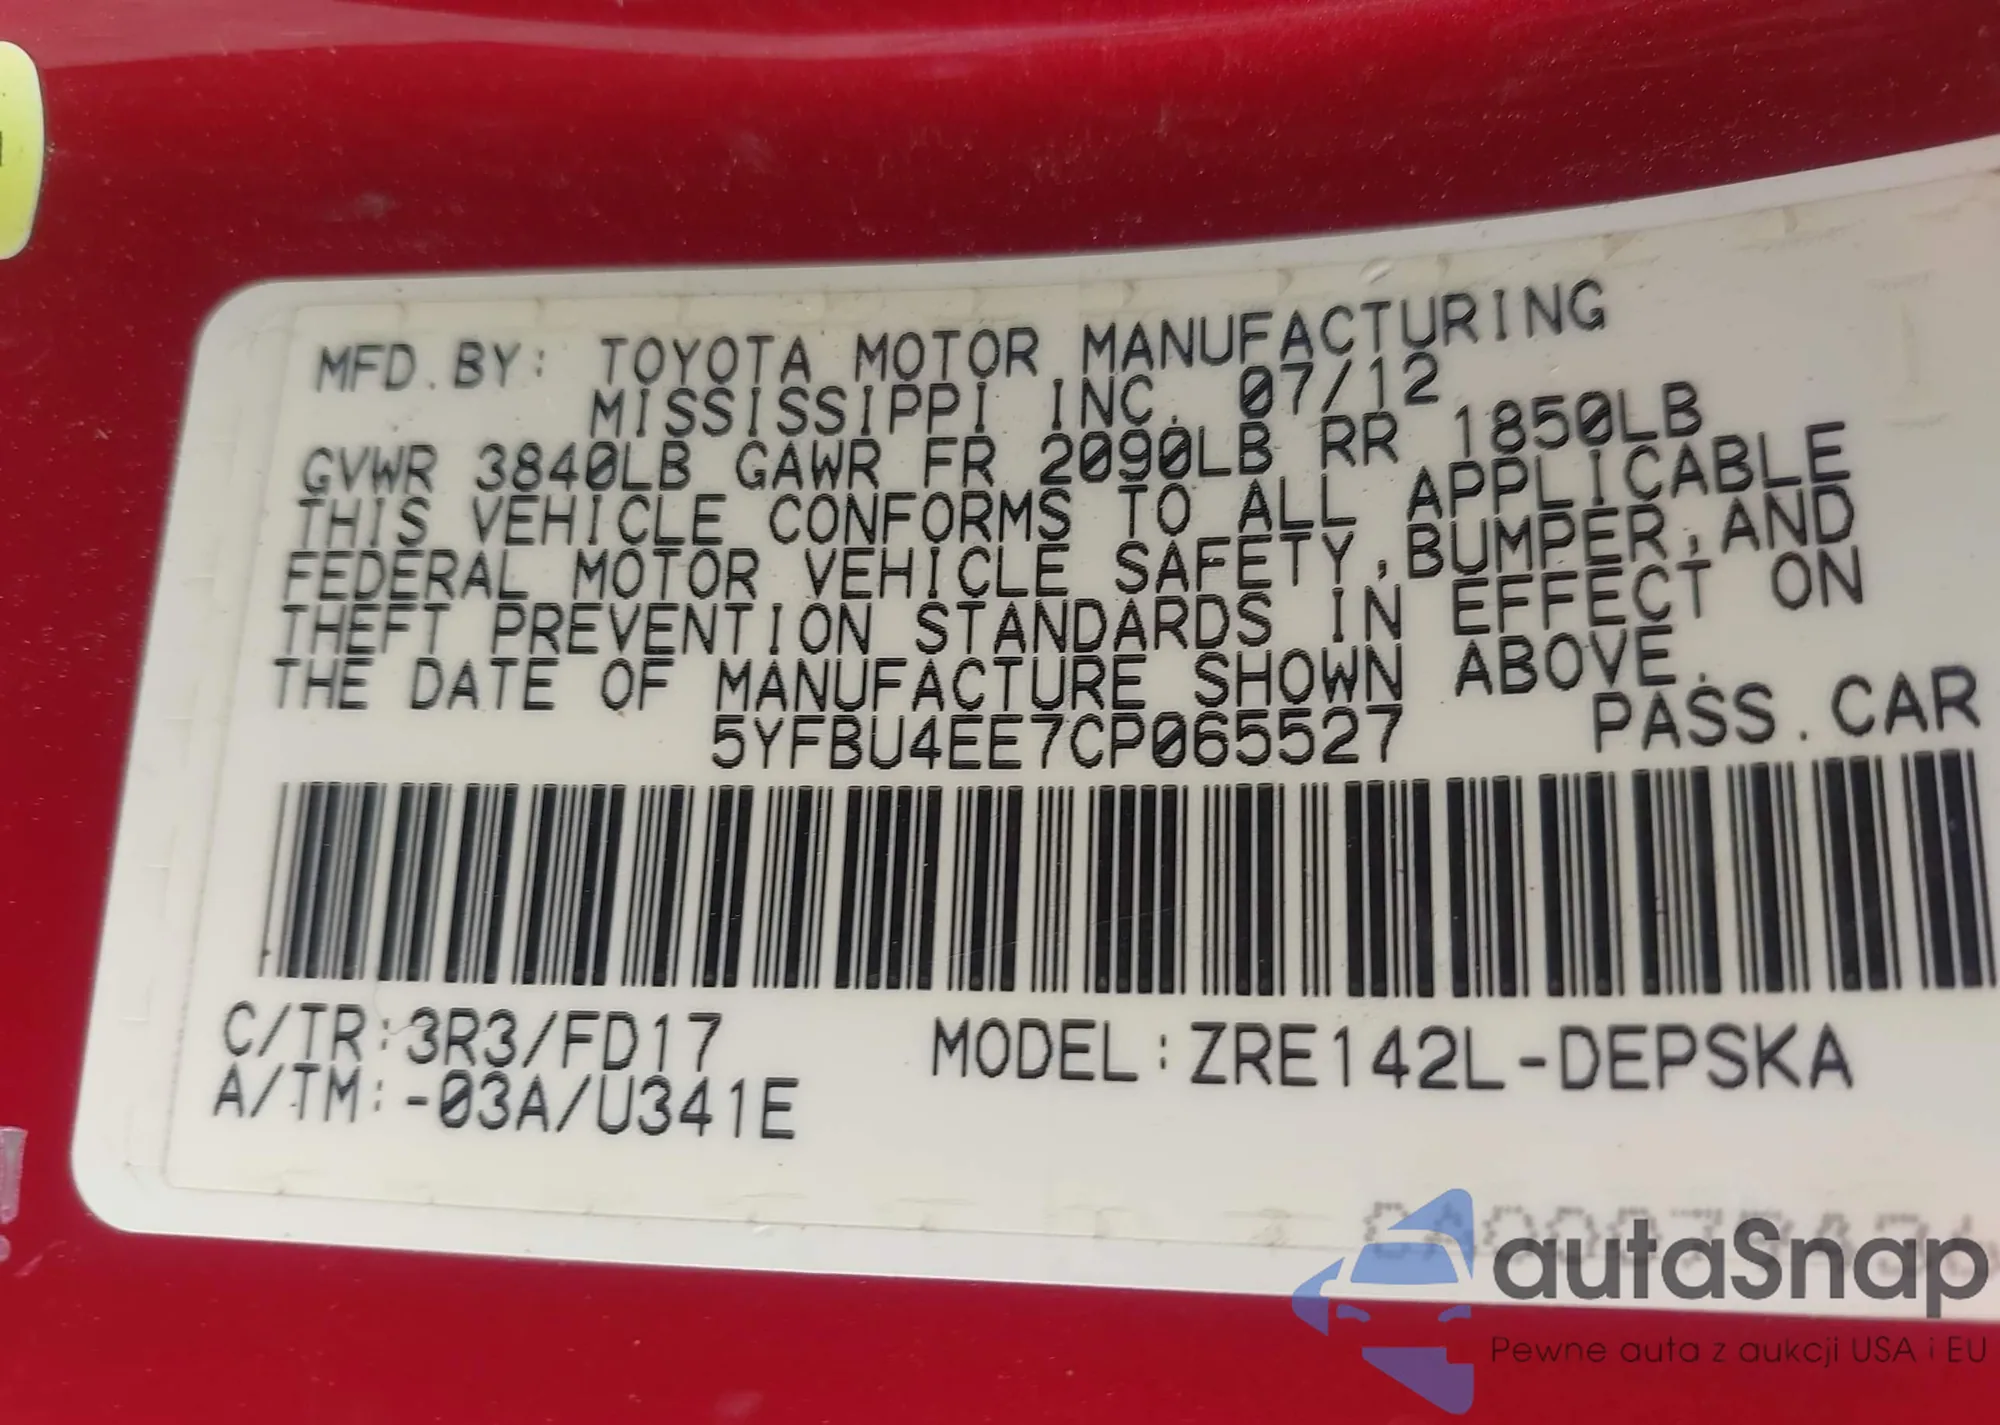 MFD.BY: TOYOTA MOTOR MANUFACTURING
MISSISSIPPI INC. 07/12
GVWR 3840LB GAWR FR 2090LB RR 1850LB
THIS VEHICLE CONFORMS TO ALL APPLICABLE
FEDERAL MOTOR VEHICLE SAFETY,BUMPER,AND
THEFT PREVENTION STANDARDS IN EFFECT ON
THE DATE OF MANUFACTURE SHOWN ABOVE.
5YFBU4EE7CP065527 PASS.CAR
C/TR:3R3/FD17 MODEL:ZRE142L-DEPSKA
A/TM:-03A/U341E
autaSnap
Pewne auta z aukcji USA i EU